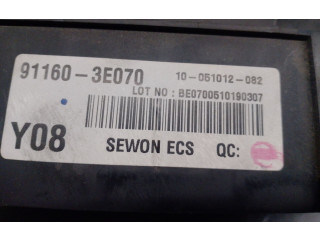 91160-3E070 10-061012-082
LOT NO : BE0700510190307
Y08 SEWON ECS QC: